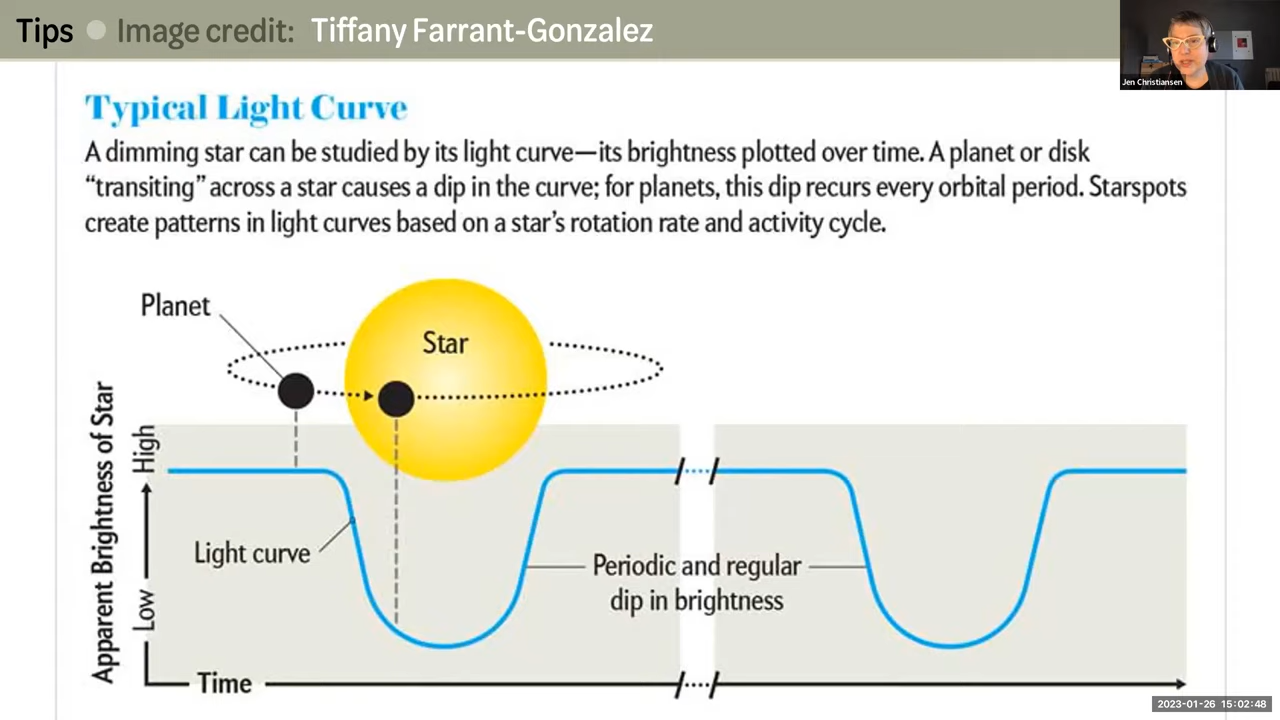 Tips Image credit: Tiffany Farrant-Gonzalez
Jen Christiansen
Typical Light Curve
A dimming star can be studied by its light curve—its brightness plotted over time. A planet or disk
“transiting” across a star causes a dip in the curve; for planets, this dip recurs every orbital period. Starspots
create patterns in light curves based on a star’s rotation rate and activity cycle.
Planet
Star
Apparent Brightness of Star
High
Low
Light curve
Periodic and regular
dip in brightness
Time
2023-01-26 15:02:48